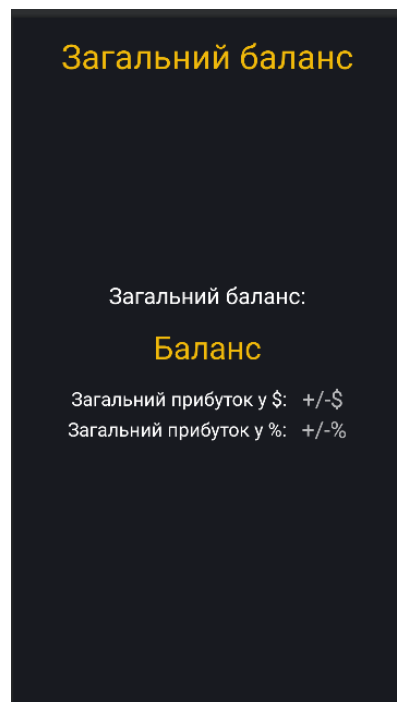 Загальний баланс
Загальний баланс:
Баланс
Загальний прибуток у $: +/-$
Загальний прибуток у %: +/-%